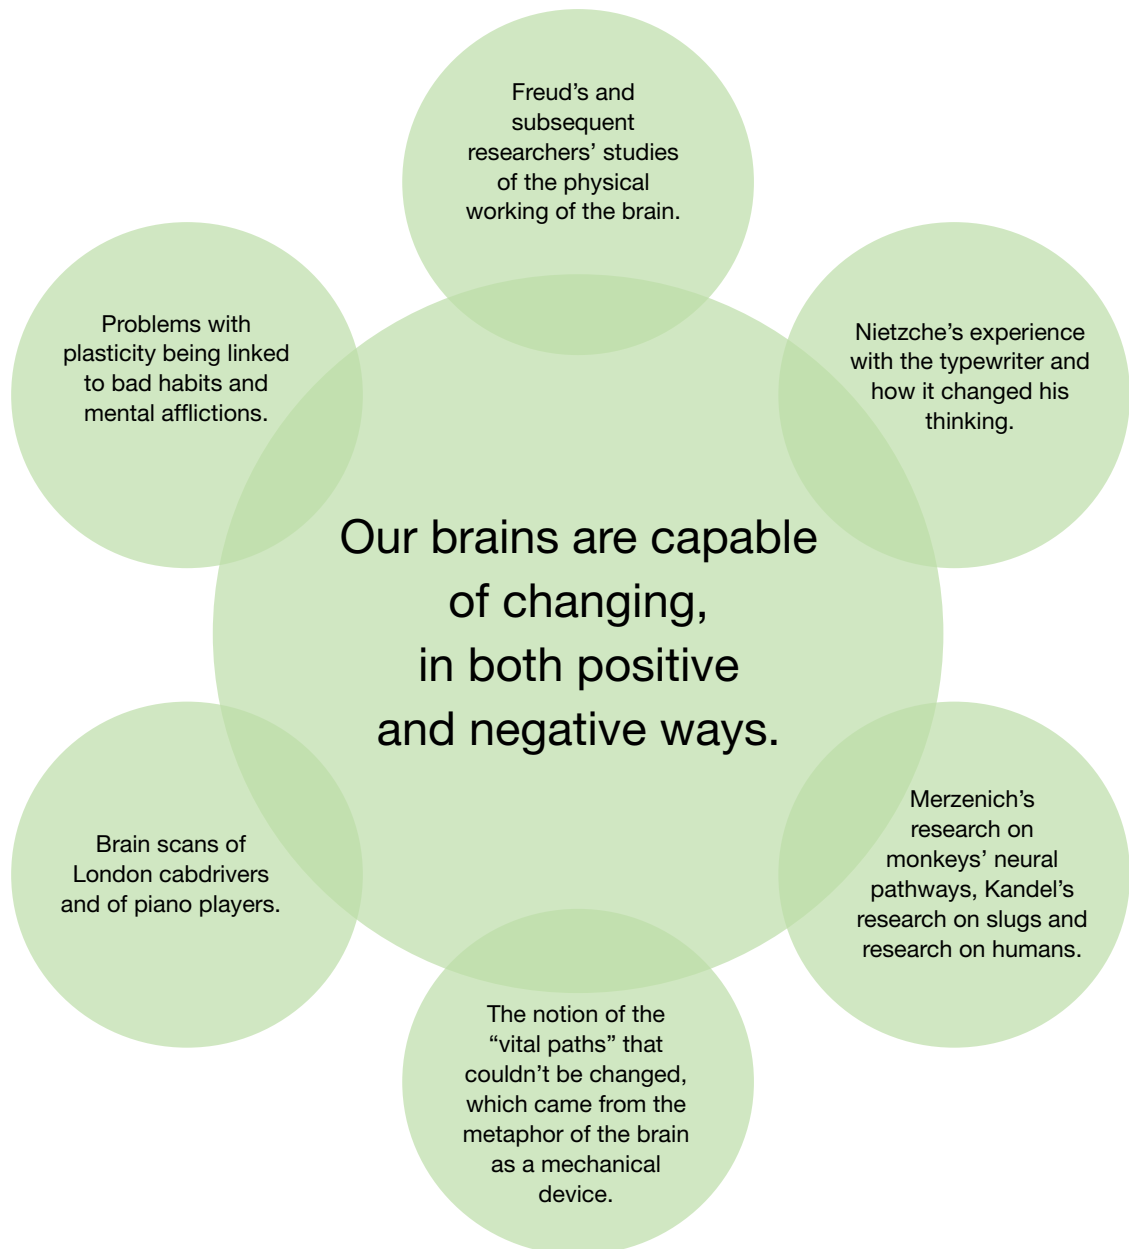 Freud’s and
subsequent
researchers’ studies
of the physical
working of the brain.
Problems with
plasticity being linked
to bad habits and
mental afflictions.
Nietzche’s experience
with the typewriter and
how it changed his
thinking.
Our brains are capable
of changing,
in both positive
and negative ways.
Brain scans of
London cabdrivers
and of piano players.
Merzenich’s
research on
monkeys’ neural
pathways, Kandel’s
research on slugs and
research on humans.
The notion of the
“vital paths” that
couldn’t be changed,
which came from the
metaphor of the brain
as a mechanical
device.